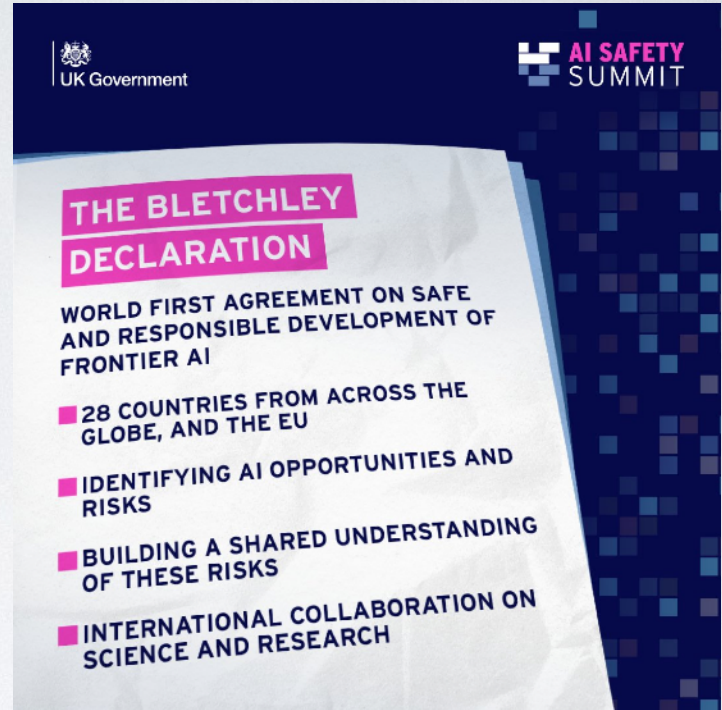 UK Government
AI SAFETY
SUMMIT
THE BLETCHLEY
DECLARATION
WORLD FIRST AGREEMENT ON SAFE
AND RESPONSIBLE DEVELOPMENT OF
FRONTIER AI
28 COUNTRIES FROM ACROSS THE
GLOBE, AND THE EU
IDENTIFYING AI OPPORTUNITIES AND
RISKS
BUILDING A SHARED UNDERSTANDING
OF THESE RISKS
INTERNATIONAL COLLABORATION ON
SCIENCE AND RESEARCH